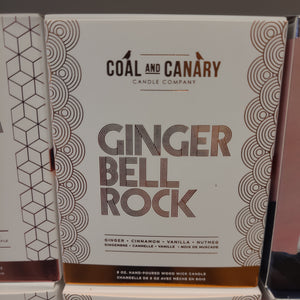 COAL AND CANARY
CANDLE COMPANY
GINGER
BELL
ROCK
GINGER • CINNAMON • VANILLA • NUTMEG
GINGEMBRE • CANNELLE • VANILLE • NOIX DE MUSCADE
8 OZ. HAND-POURED WOOD WICK CANDLE
CHANDELLE DE 8 OZ AVEC MÈCHE EN BOIS